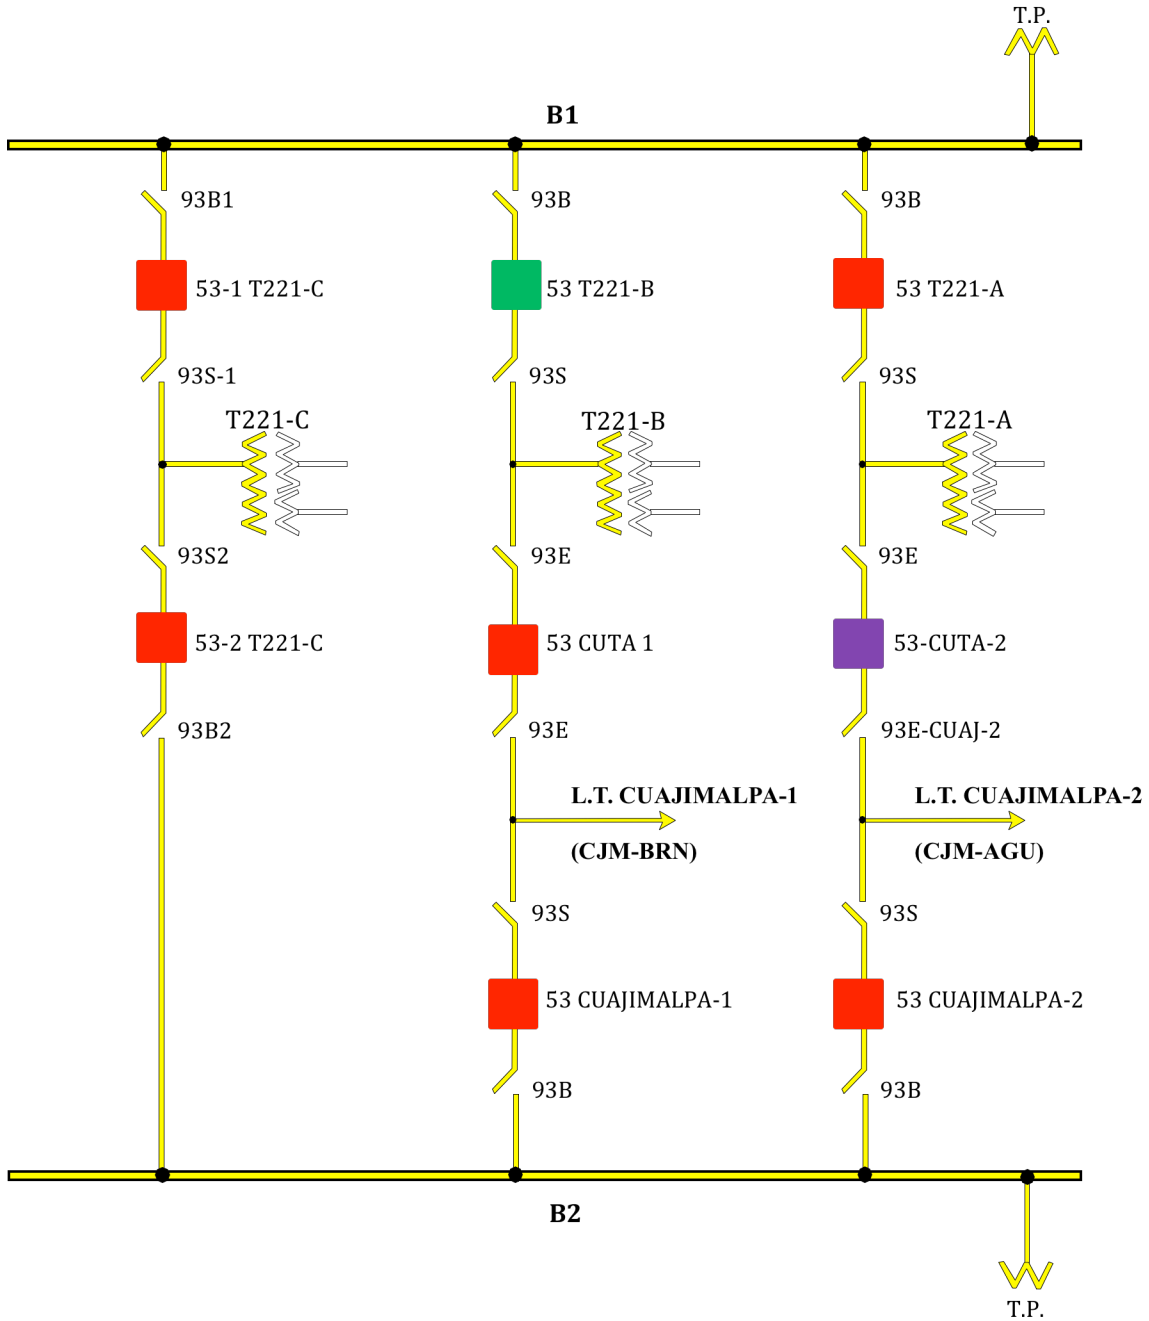 T.P.
B1
93B1
93B
93B
53-1 T221-C
53 T221-B
53 T221-A
93S-1
93S
93S
T221-C
T221-B
T221-A
93S2
93E
93E
53-2 T221-C
53 CUTA 1
53-CUTA-2
93B2
93E
93E-CUAJ-2
L.T. CUAJIMALPA-1
L.T. CUAJIMALPA-2
(CJM-BRN)
(CJM-AGU)
93S
93S
53 CUAJIMALPA-1
53 CUAJIMALPA-2
93B
93B
B2
T.P.